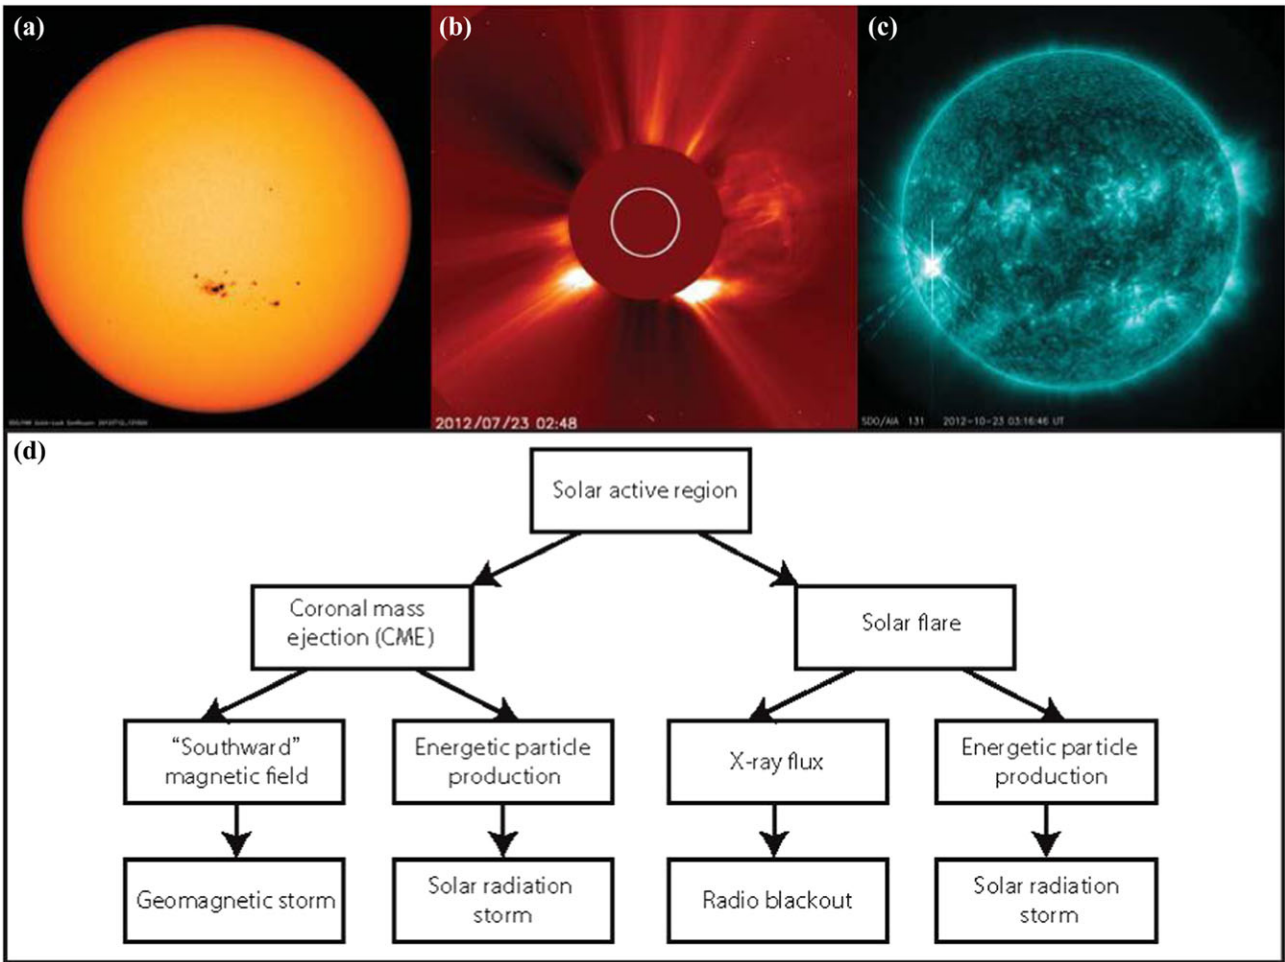 (a)
(b)
(c)
2012/07/23 02:48
SDO/AIA 131 2012-10-23 03:16:46 UT
(d)
Solar active region
Coronal mass
ejection (CME)
Solar flare
“Southward”
magnetic field
Energetic particle
production
X-ray flux
Energetic particle
production
Geomagnetic storm
Solar radiation
storm
Radio blackout
Solar radiation
storm